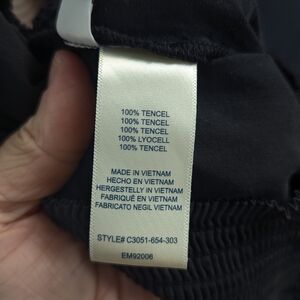 100% TENCEL
100% TENCEL
100% TENCEL
100% LYOCELL
100% TENCEL
MADE IN VIETNAM
HECHO EN VIETNAM
HERGESTELLY IN VIETNAM
FABRIQUÉ EN VIETNAM
FABRICATO NEGIL VIETNAM
STYLE# C3051-654-303
EM92006